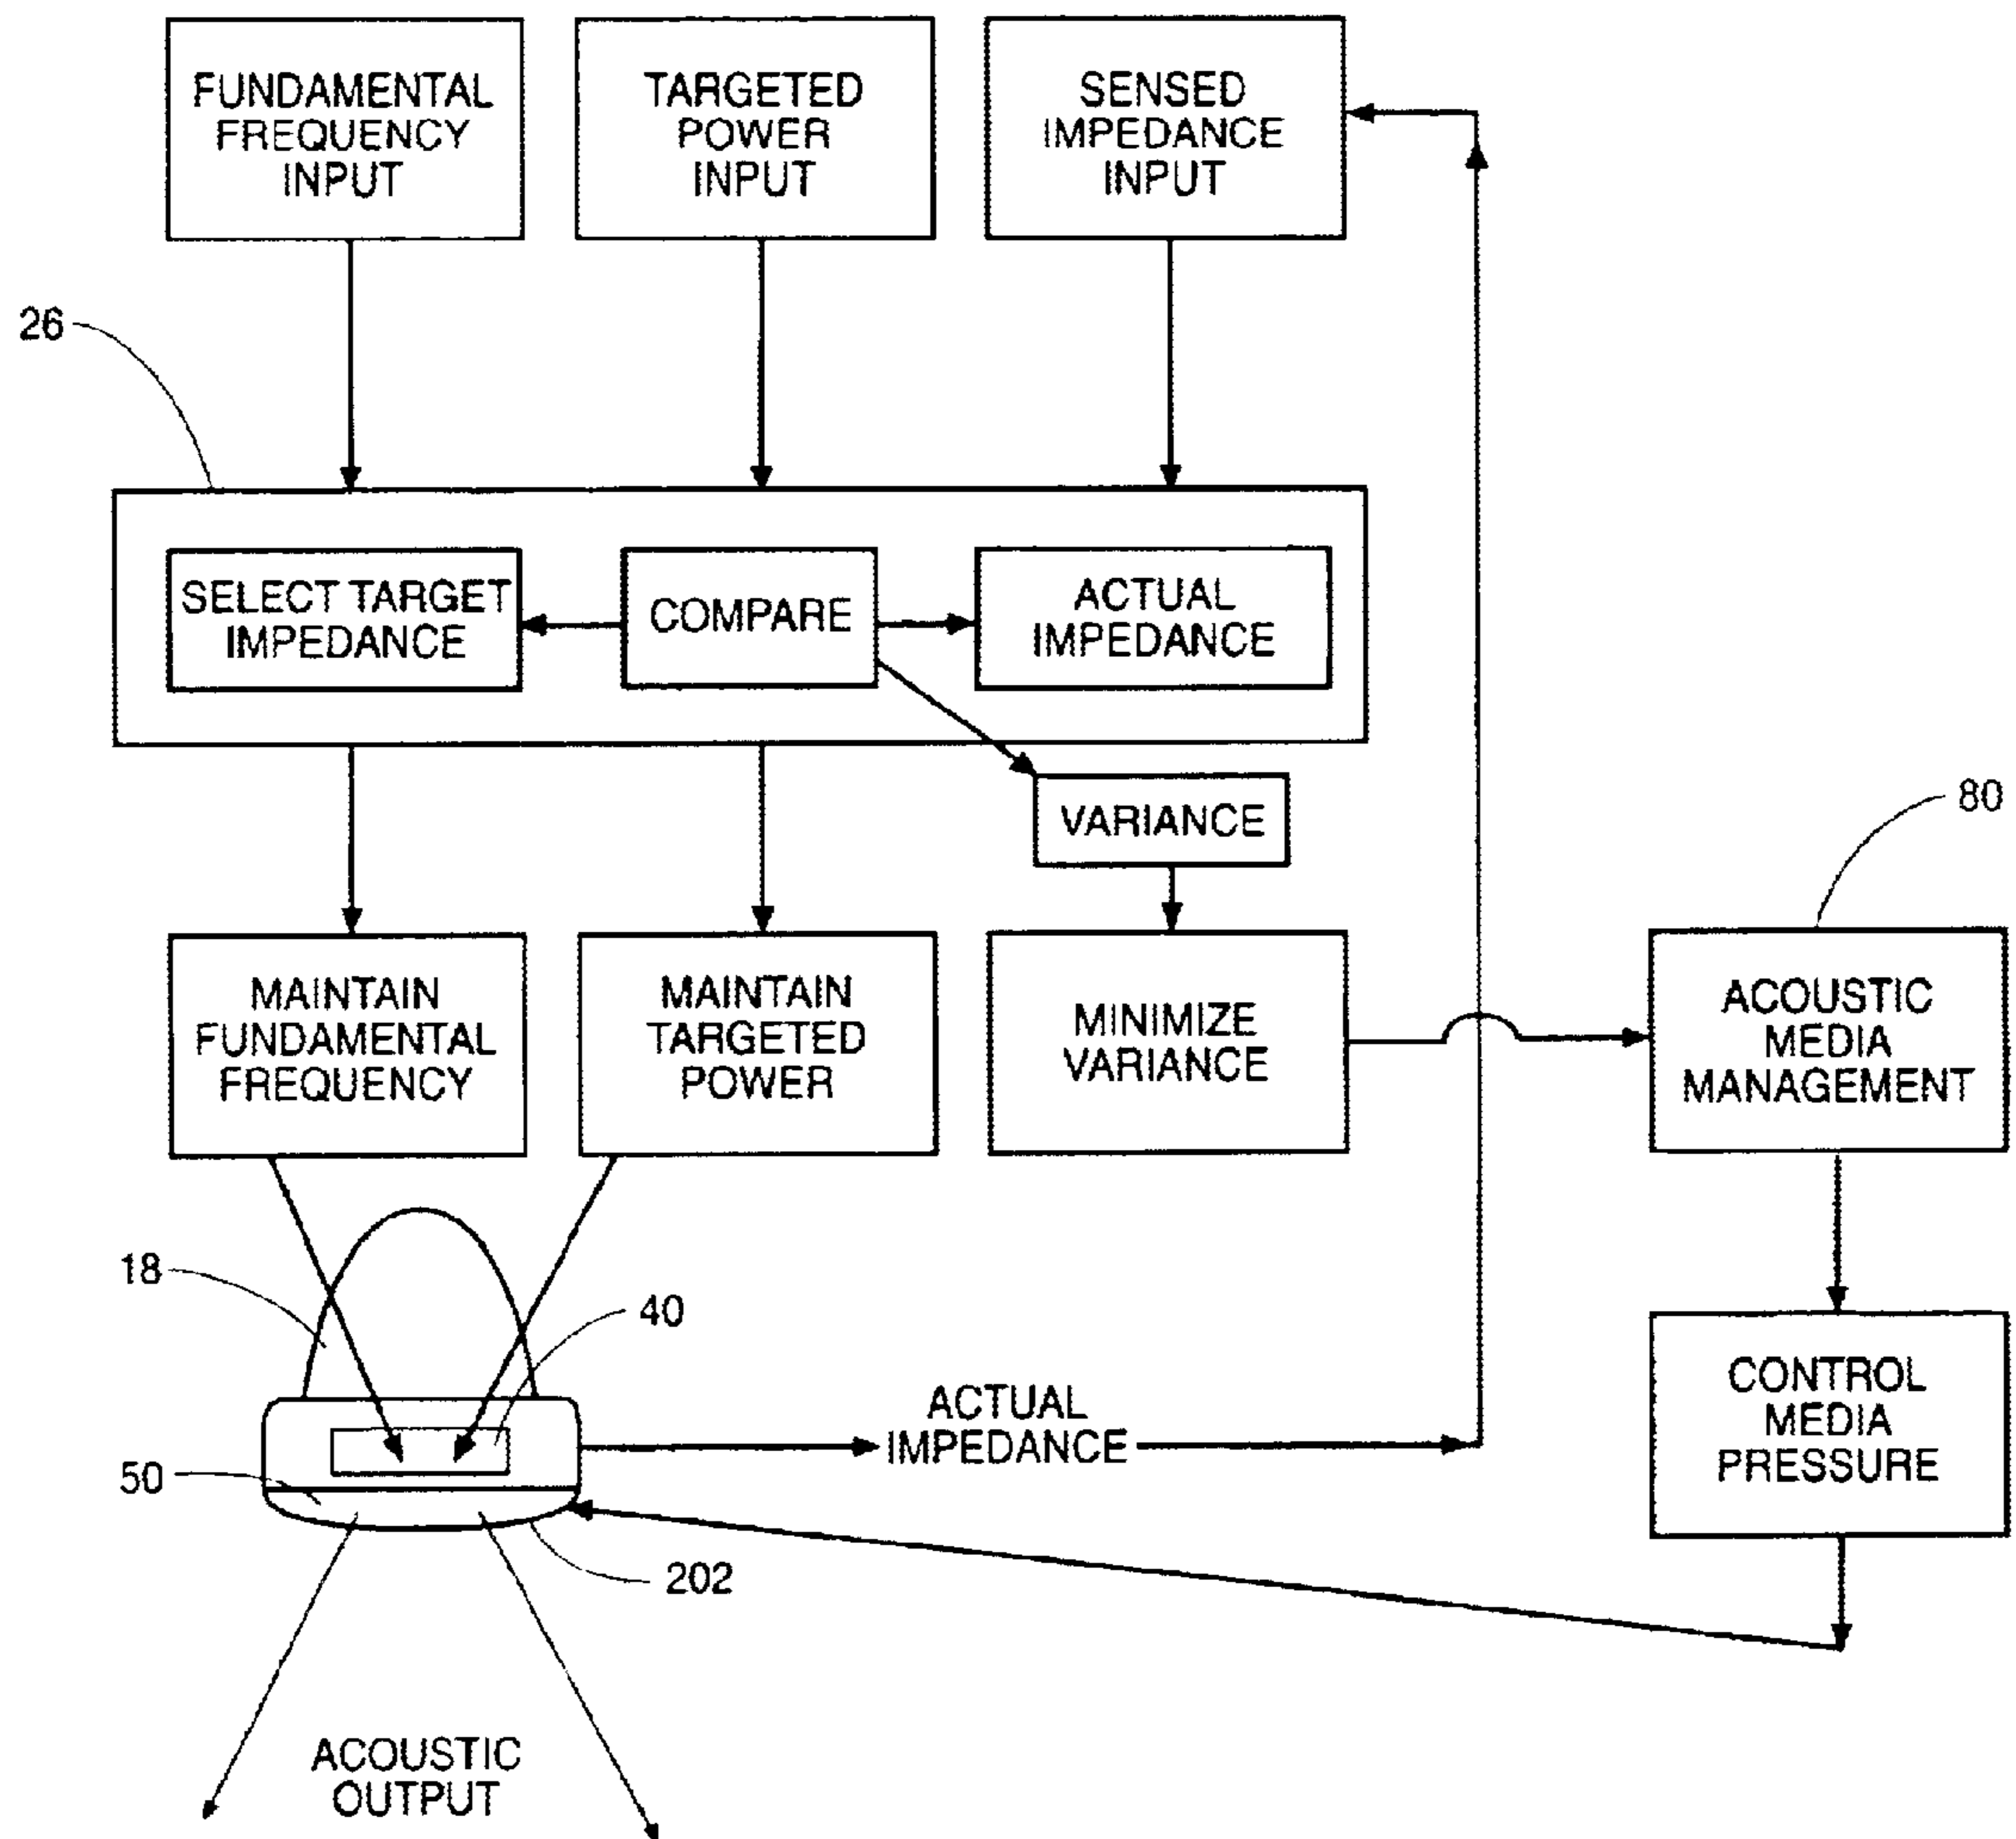 FUNDAMENTAL
FREQUENCY
INPUT
TARGETED
POWER
INPUT
SENSED
IMPEDANCE
INPUT
26
SELECT TARGET
IMPEDANCE
COMPARE
ACTUAL
IMPEDANCE
VARIANCE
80
MAINTAIN
FUNDAMENTAL
FREQUENCY
MAINTAIN
TARGETED
POWER
MINIMIZE
VARIANCE
ACOUSTIC
MEDIA
MANAGEMENT
18
40
ACTUAL
IMPEDANCE
CONTROL
MEDIA
PRESSURE
50
202
ACOUSTIC
OUTPUT